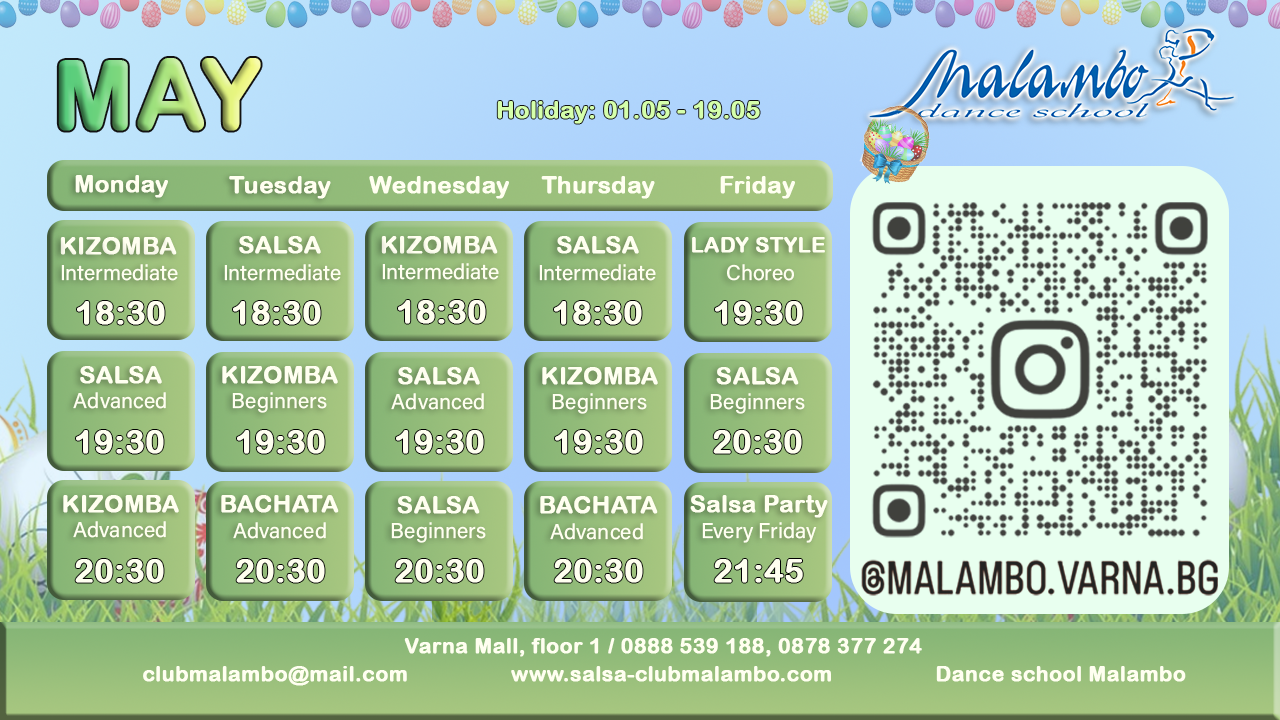 MAY
Holiday: 01.05 - 19.05
Malambo
dance school
Monday Tuesday Wednesday Thursday Friday
KIZOMBA SALSA KIZOMBA SALSA LADY STYLE
Intermediate Intermediate Intermediate Intermediate Choreo
18:30 18:30 18:30 18:30 19:30
SALSA KIZOMBA SALSA KIZOMBA SALSA
Advanced Beginners Advanced Beginners Beginners
19:30 19:30 19:30 19:30 20:30
KIZOMBA BACHATA SALSA BACHATA Salsa Party
Advanced Advanced Beginners Advanced Every Friday
20:30 20:30 20:30 20:30 21:45
@MALAMBO.VARNA.BG
Varna Mall, floor 1 / 0888 539 188, 0878 377 274
clubmalambo@mail.com www.salsa-clubmalambo.com Dance school Malambo